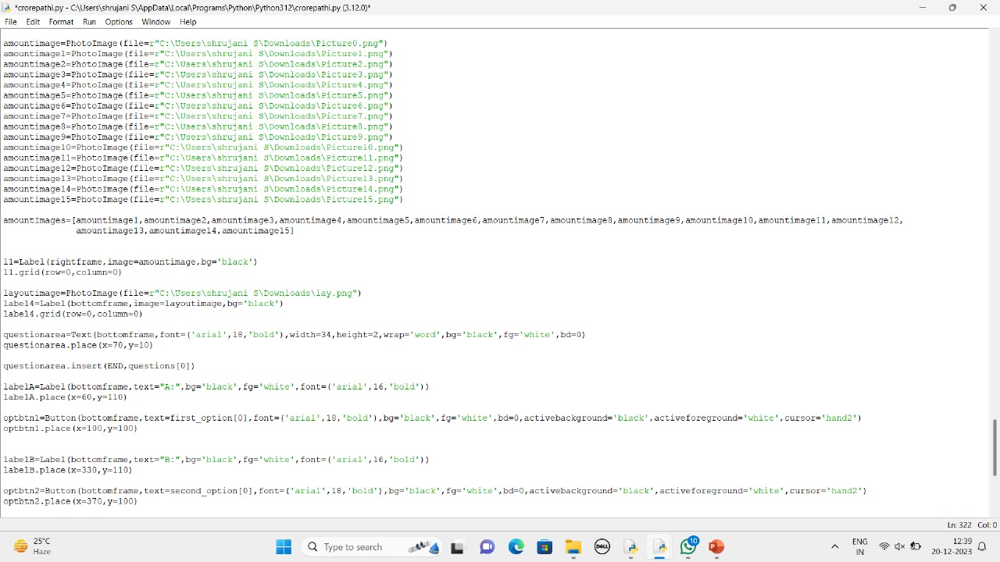 *crorepathi.py - C:\Users\shrujani S\AppData\Local\Programs\Python\Python312\crorepathi.py (3.12.0)*
File Edit Format Run Options Window Help
amountimage=PhotoImage(file=r"C:\Users\shrujani S\Downloads\Picture0.png")
amountimage1=PhotoImage(file=r"C:\Users\shrujani S\Downloads\Picture1.png")
amountimage2=PhotoImage(file=r"C:\Users\shrujani S\Downloads\Picture2.png")
amountimage3=PhotoImage(file=r"C:\Users\shrujani S\Downloads\Picture3.png")
amountimage4=PhotoImage(file=r"C:\Users\shrujani S\Downloads\Picture4.png")
amountimage5=PhotoImage(file=r"C:\Users\shrujani S\Downloads\Picture5.png")
amountimage6=PhotoImage(file=r"C:\Users\shrujani S\Downloads\Picture6.png")
amountimage7=PhotoImage(file=r"C:\Users\shrujani S\Downloads\Picture7.png")
amountimage8=PhotoImage(file=r"C:\Users\shrujani S\Downloads\Picture8.png")
amountimage9=PhotoImage(file=r"C:\Users\shrujani S\Downloads\Picture9.png")
amountimage10=PhotoImage(file=r"C:\Users\shrujani S\Downloads\Picture10.png")
amountimage11=PhotoImage(file=r"C:\Users\shrujani S\Downloads\Picture11.png")
amountimage12=PhotoImage(file=r"C:\Users\shrujani S\Downloads\Picture12.png")
amountimage13=PhotoImage(file=r"C:\Users\shrujani S\Downloads\Picture13.png")
amountimage14=PhotoImage(file=r"C:\Users\shrujani S\Downloads\Picture14.png")
amountimage15=PhotoImage(file=r"C:\Users\shrujani S\Downloads\Picture15.png")
amountImages=[amountimage1,amountimage2,amountimage3,amountimage4,amountimage5,amountimage6,amountimage7,amountimage8,amountimage9,amountimage10,amountimage11,amountimage12,
amountimage13,amountimage14,amountimage15]
l1=Label(rightframe,image=amountimage,bg='black')
l1.grid(row=0,column=0)
layoutimage=PhotoImage(file=r"C:\Users\shrujani S\Downloads\lay.png")
label4=Label(bottomframe,image=layoutimage,bg='black')
label4.grid(row=0,column=0)
questionarea=Text(bottomframe,font=('arial',18,'bold'),width=34,height=2,wrap='word',bg='black',fg='white',bd=0)
questionarea.place(x=70,y=10)
questionarea.insert(END,questions[0])
labelA=Label(bottomframe,text="A:",bg='black',fg='white',font=('arial',16,'bold'))
labelA.place(x=60,y=110)
optbtn1=Button(bottomframe,text=first_option[0],font=('arial',18,'bold'),bg='black',fg='white',bd=0,activebackground='black',activeforeground='white',cursor='hand2')
optbtn1.place(x=100,y=100)
labelB=Label(bottomframe,text="B:",bg='black',fg='white',font=('arial',16,'bold'))
labelB.place(x=330,y=110)
optbtn2=Button(bottomframe,text=second_option[0],font=('arial',18,'bold'),bg='black',fg='white',bd=0,activebackground='black',activeforeground='white',cursor='hand2')
optbtn2.place(x=370,y=100)
Ln: 322 Col: 0
25°C
Haze
Type to search
DELL
10
P
ENG
IN
12:39
20-12-2023